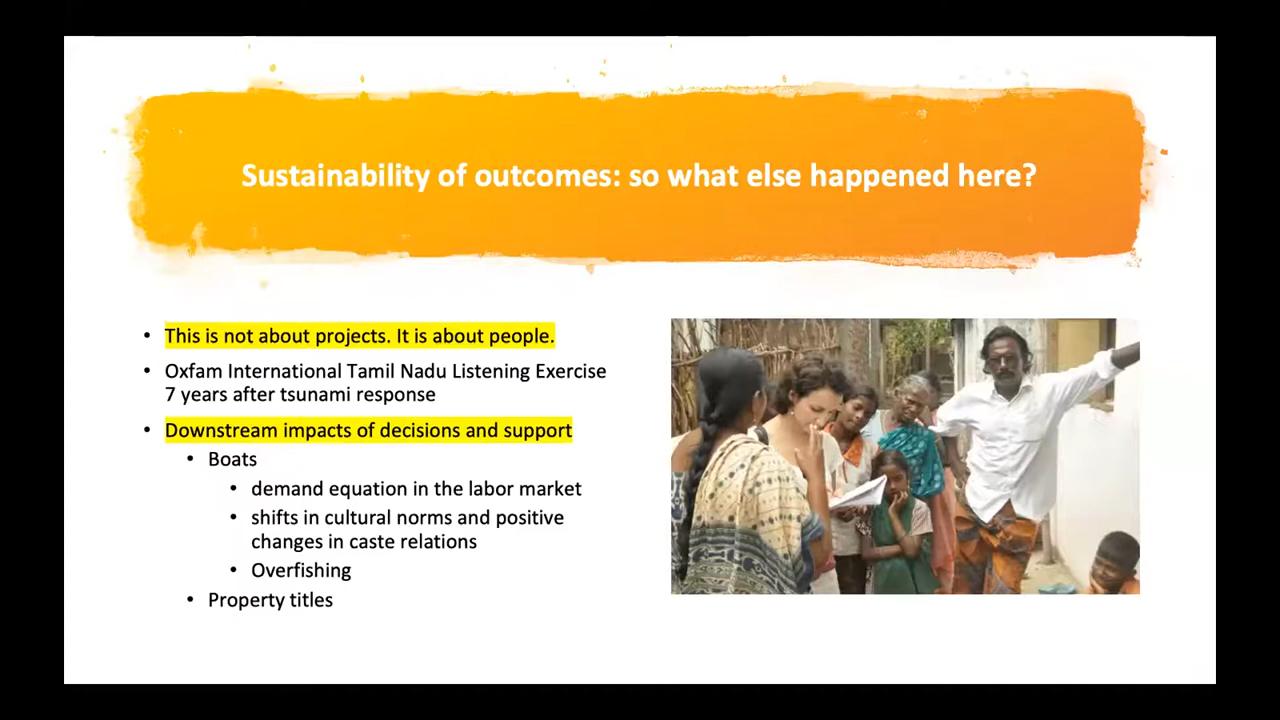 Sustainability of outcomes: so what else happened here?
• This is not about projects. It is about people.
• Oxfam International Tamil Nadu Listening Exercise
7 years after tsunami response
• Downstream impacts of decisions and support
• Boats
• demand equation in the labor market
• shifts in cultural norms and positive
changes in caste relations
• Overfishing
• Property titles